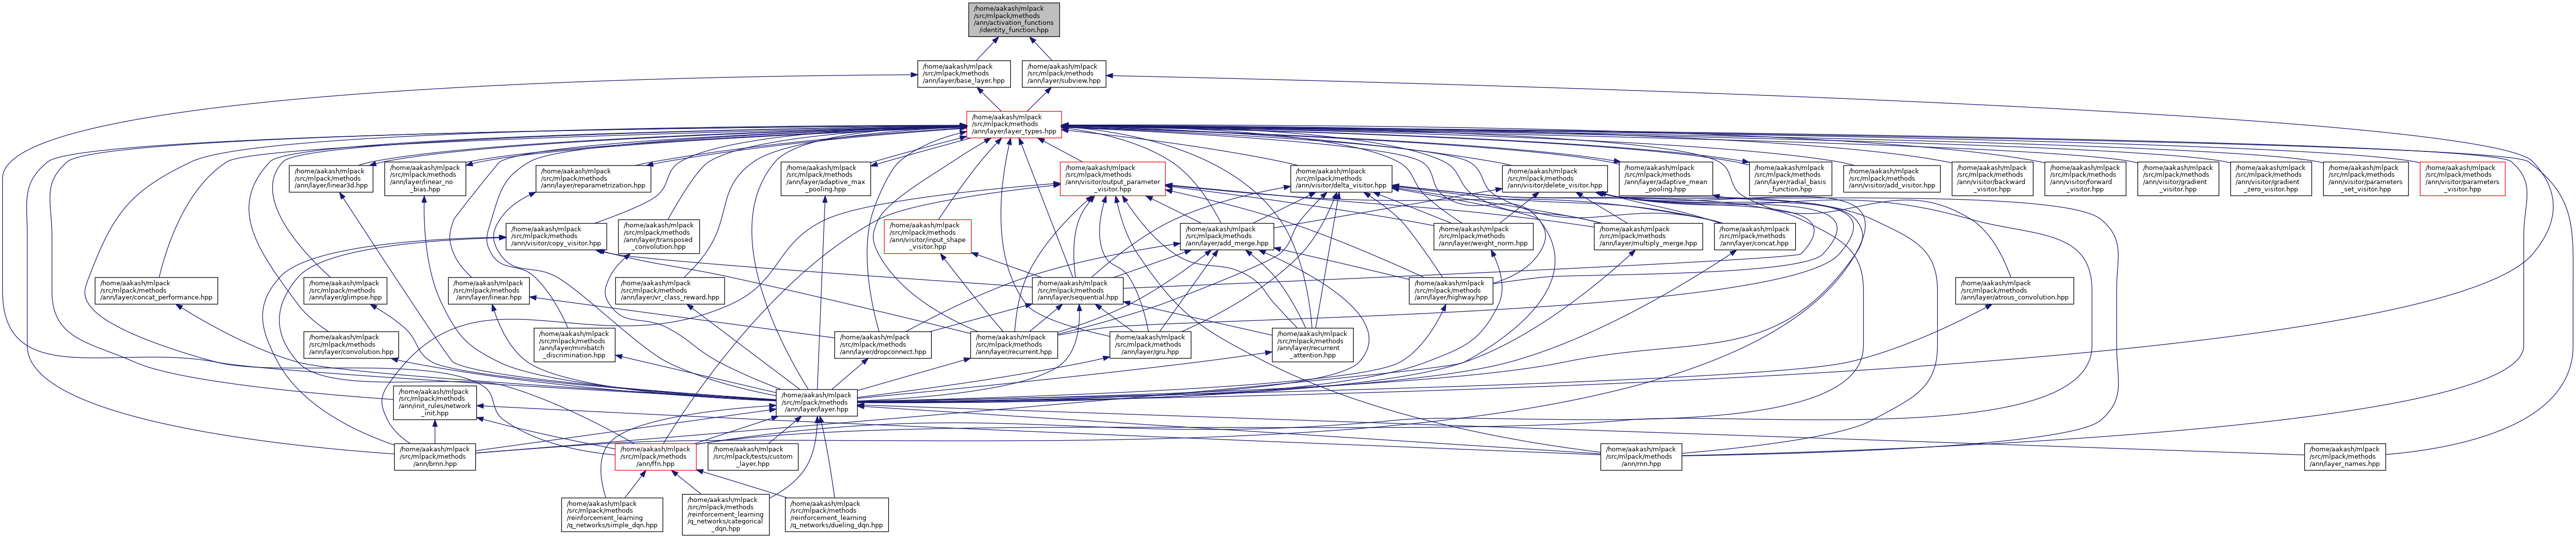 /home/aakash/mlpack
/src/mlpack/methods
/ann/activation_functions
/identity_function.hpp
/home/aakash/mlpack
/src/mlpack/methods
/ann/layer/base_layer.hpp
/home/aakash/mlpack
/src/mlpack/methods
/ann/layer/subview.hpp
/home/aakash/mlpack
/src/mlpack/methods
/ann/layer/layer_types.hpp
/home/aakash/mlpack
/src/mlpack/methods
/ann/layer/linear3d.hpp
/home/aakash/mlpack
/src/mlpack/methods
/ann/layer/linear_no
_bias.hpp
/home/aakash/mlpack
/src/mlpack/methods
/ann/layer/reparametrization.hpp
/home/aakash/mlpack
/src/mlpack/methods
/ann/layer/adaptive_max
_pooling.hpp
/home/aakash/mlpack
/src/mlpack/methods
/ann/visitor/output_parameter
_visitor.hpp
/home/aakash/mlpack
/src/mlpack/methods
/ann/visitor/delta_visitor.hpp
/home/aakash/mlpack
/src/mlpack/methods
/ann/visitor/delete_visitor.hpp
/home/aakash/mlpack
/src/mlpack/methods
/ann/layer/adaptive_mean
_pooling.hpp
/home/aakash/mlpack
/src/mlpack/methods
/ann/layer/radial_basis
_function.hpp
/home/aakash/mlpack
/src/mlpack/methods
/ann/visitor/add_visitor.hpp
/home/aakash/mlpack
/src/mlpack/methods
/ann/visitor/backward
_visitor.hpp
/home/aakash/mlpack
/src/mlpack/methods
/ann/visitor/forward
_visitor.hpp
/home/aakash/mlpack
/src/mlpack/methods
/ann/visitor/gradient
_visitor.hpp
/home/aakash/mlpack
/src/mlpack/methods
/ann/visitor/gradient
_zero_visitor.hpp
/home/aakash/mlpack
/src/mlpack/methods
/ann/visitor/parameters
_set_visitor.hpp
/home/aakash/mlpack
/src/mlpack/methods
/ann/visitor/parameters
_visitor.hpp
/home/aakash/mlpack
/src/mlpack/methods
/ann/visitor/copy_visitor.hpp
/home/aakash/mlpack
/src/mlpack/methods
/ann/layer/transposed
_convolution.hpp
/home/aakash/mlpack
/src/mlpack/methods
/ann/visitor/input_shape
_visitor.hpp
/home/aakash/mlpack
/src/mlpack/methods
/ann/layer/add_merge.hpp
/home/aakash/mlpack
/src/mlpack/methods
/ann/layer/weight_norm.hpp
/home/aakash/mlpack
/src/mlpack/methods
/ann/layer/multiply_merge.hpp
/home/aakash/mlpack
/src/mlpack/methods
/ann/layer/concat.hpp
/home/aakash/mlpack
/src/mlpack/methods
/ann/layer/concat_performance.hpp
/home/aakash/mlpack
/src/mlpack/methods
/ann/layer/glimpse.hpp
/home/aakash/mlpack
/src/mlpack/methods
/ann/layer/linear.hpp
/home/aakash/mlpack
/src/mlpack/methods
/ann/layer/vr_class_reward.hpp
/home/aakash/mlpack
/src/mlpack/methods
/ann/layer/sequential.hpp
/home/aakash/mlpack
/src/mlpack/methods
/ann/layer/highway.hpp
/home/aakash/mlpack
/src/mlpack/methods
/ann/layer/atrous_convolution.hpp
/home/aakash/mlpack
/src/mlpack/methods
/ann/layer/convolution.hpp
/home/aakash/mlpack
/src/mlpack/methods
/ann/layer/minibatch
_discrimination.hpp
/home/aakash/mlpack
/src/mlpack/methods
/ann/layer/dropconnect.hpp
/home/aakash/mlpack
/src/mlpack/methods
/ann/layer/recurrent.hpp
/home/aakash/mlpack
/src/mlpack/methods
/ann/layer/gru.hpp
/home/aakash/mlpack
/src/mlpack/methods
/ann/layer/recurrent
_attention.hpp
/home/aakash/mlpack
/src/mlpack/methods
/ann/init_rules/network
_init.hpp
/home/aakash/mlpack
/src/mlpack/methods
/ann/layer/layer.hpp
/home/aakash/mlpack
/src/mlpack/methods
/ann/brnn.hpp
/home/aakash/mlpack
/src/mlpack/methods
/ann/ffn.hpp
/home/aakash/mlpack
/src/mlpack/tests/custom
_layer.hpp
/home/aakash/mlpack
/src/mlpack/methods
/ann/rnn.hpp
/home/aakash/mlpack
/src/mlpack/methods
/ann/layer_names.hpp
/home/aakash/mlpack
/src/mlpack/methods
/reinforcement_learning
/q_networks/simple_dqn.hpp
/home/aakash/mlpack
/src/mlpack/methods
/reinforcement_learning
/q_networks/categorical
_dqn.hpp
/home/aakash/mlpack
/src/mlpack/methods
/reinforcement_learning
/q_networks/dueling_dqn.hpp